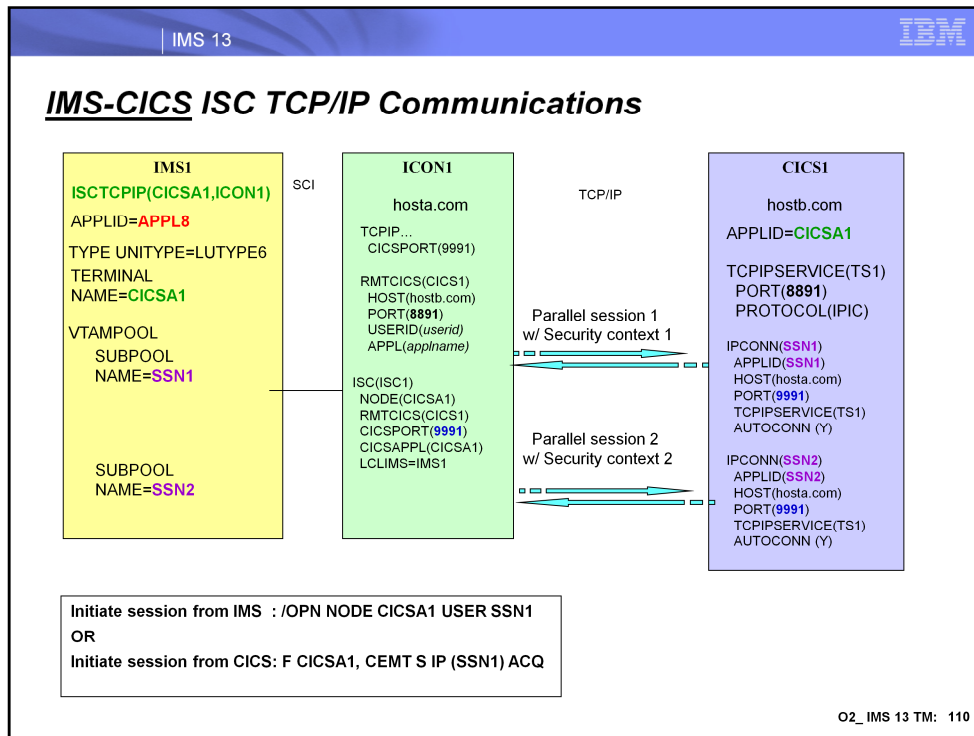 IMS 13
IBM
IMS-CICS ISC TCP/IP Communications
IMS1
ISCTCPIP(CICSA1,ICON1)
APPLID=APPL8
TYPE UNITYPE=LUTYPE6
TERMINAL
NAME=CICSA1
VTAMPOOL
SUBPOOL
NAME=SSN1
SUBPOOL
NAME=SSN2
SCI
ICON1
hosta.com
TCPIP…
CICSPORT(9991)
RMTCICS(CICS1)
HOST(hostb.com)
PORT(8891)
USERID(userid)
APPL(applname)
ISC(ISC1)
NODE(CICSA1)
RMTCICS(CICS1)
CICSPORT(9991)
CICSAPPL(CICSA1)
LCLIMS=IMS1
TCP/IP
Parallel session 1
w/ Security context 1
Parallel session 2
w/ Security context 2
CICS1
hostb.com
APPLID=CICSA1
TCPIPSERVICE(TS1)
PORT(8891)
PROTOCOL(IPIC)
IPCONN(SSN1)
APPLID(SSN1)
HOST(hosta.com)
PORT(9991)
TCPIPSERVICE(TS1)
AUTOCONN (Y)
IPCONN(SSN2)
APPLID(SSN2)
HOST(hosta.com)
PORT(9991)
TCPIPSERVICE(TS1)
AUTOCONN (Y)
Initiate session from IMS : /OPN NODE CICSA1 USER SSN1
OR
Initiate session from CICS: F CICSA1, CEMT S IP (SSN1) ACQ
O2_ IMS 13 TM: 110